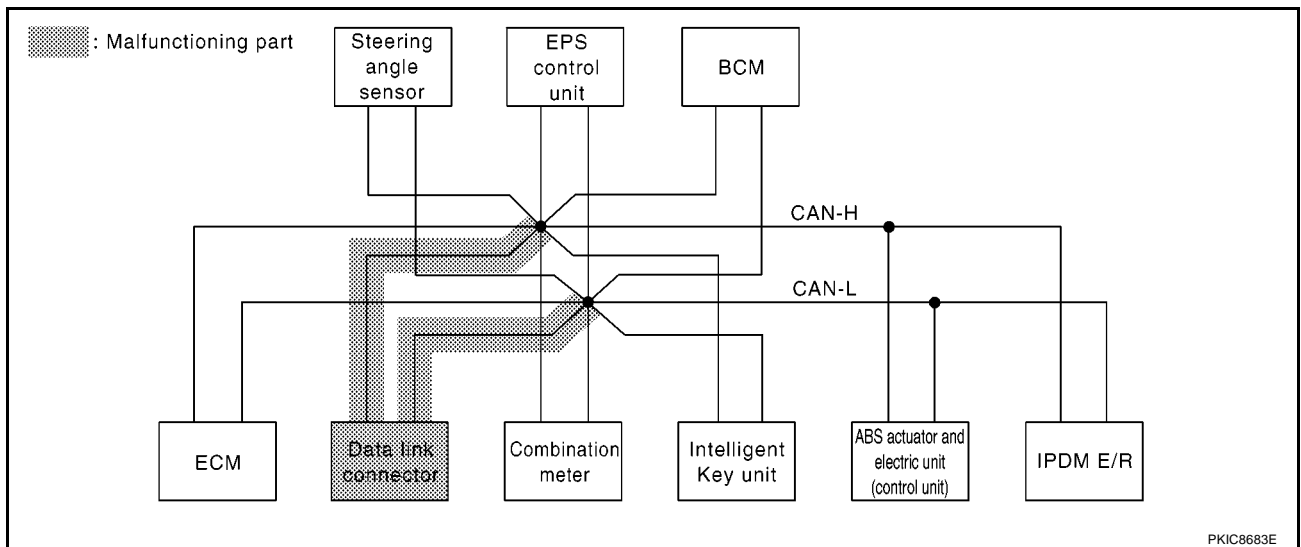 : Malfunctioning part
Steering
angle
sensor
EPS
control
unit
BCM
CAN-H
CAN-L
ECM
Data link
connector
Combination
meter
Intelligent
Key unit
ABS actuator and
electric unit
(control unit)
IPDM E/R
PKIC8683E